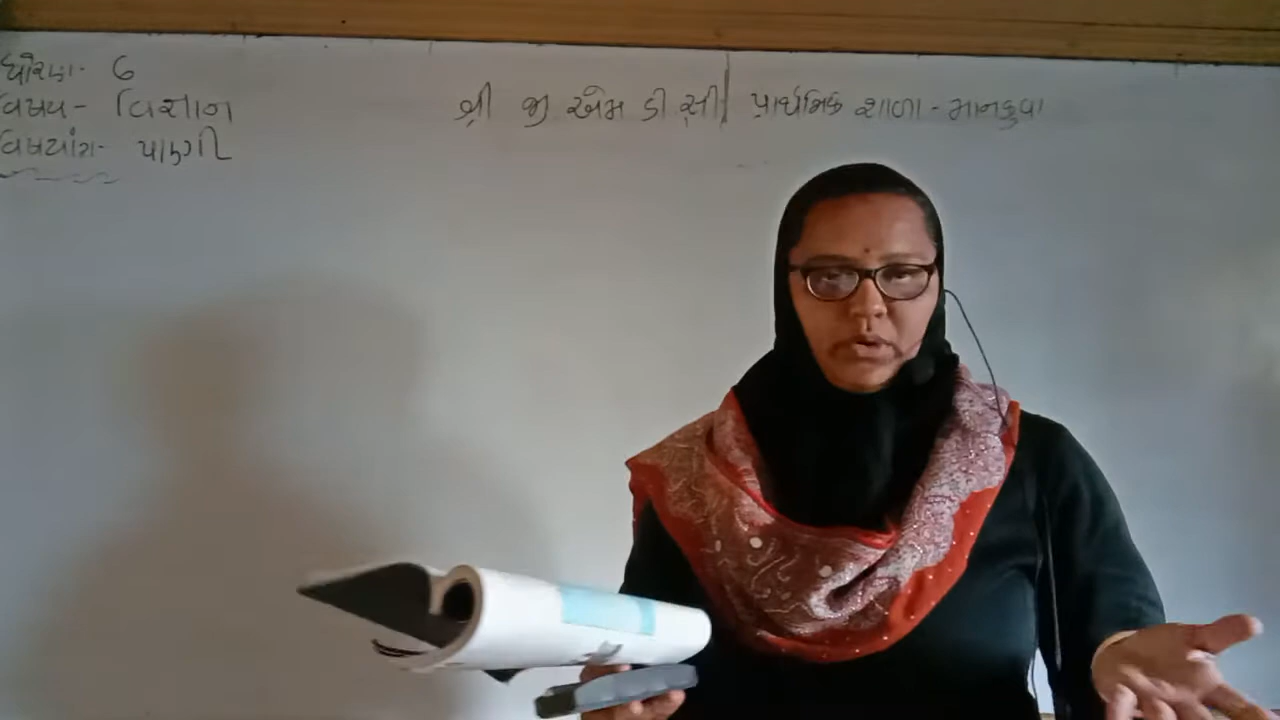 ધોરણ- 6
વિષય- વિજ્ઞાન
વિષયાંગ- પાણી
શ્રી જી એમ ડી સી પ્રાથમિક શાળા - માનકુવા